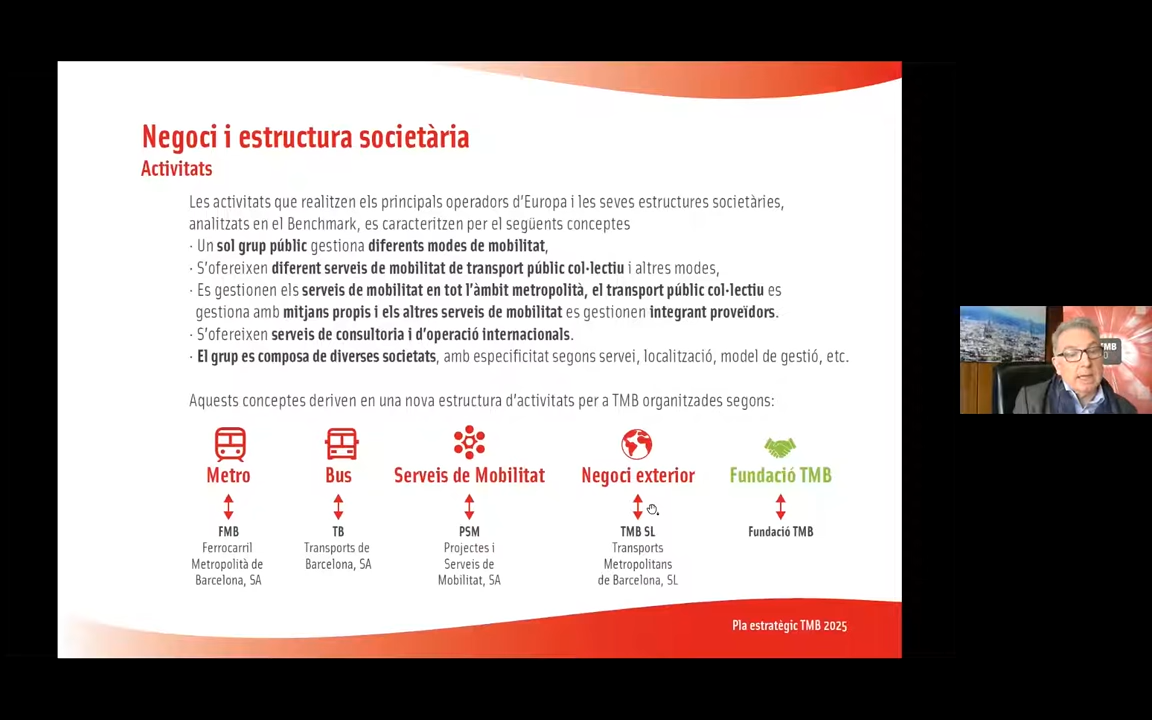 Negoci i estructura societària
Activitats
Les activitats que realitzen els principals operadors d'Europa i les seves estructures societàries,
analitzats en el Benchmark, es caracteritzen per el següents conceptes
· Un sol grup públic gestiona diferents modes de mobilitat,
· S'ofereixen diferent serveis de mobilitat de transport públic col·lectiu i altres modes,
· Es gestionen els serveis de mobilitat en tot l'àmbit metropolità, el transport públic col·lectiu es
gestiona amb mitjans propis i els altres serveis de mobilitat es gestionen integrant proveïdors.
· S'ofereixen serveis de consultoria i d'operació internacionals.
· El grup es composa de diverses societats, amb especificitat segons servei, localització, model de gestió, etc.
Aquests conceptes deriven en una nova estructura d'activitats per a TMB organitzades segons:
Metro
Bus
Serveis de Mobilitat
Negoci exterior
Fundació TMB
FMB
Ferrocarril
Metropolità de
Barcelona, SA
TB
Transports de
Barcelona, SA
PSM
Projectes i
Serveis de
Mobilitat, SA
TMB SL
Transports
Metropolitans
de Barcelona, SL
Fundació TMB
Pla estratègic TMB 2025
TMB